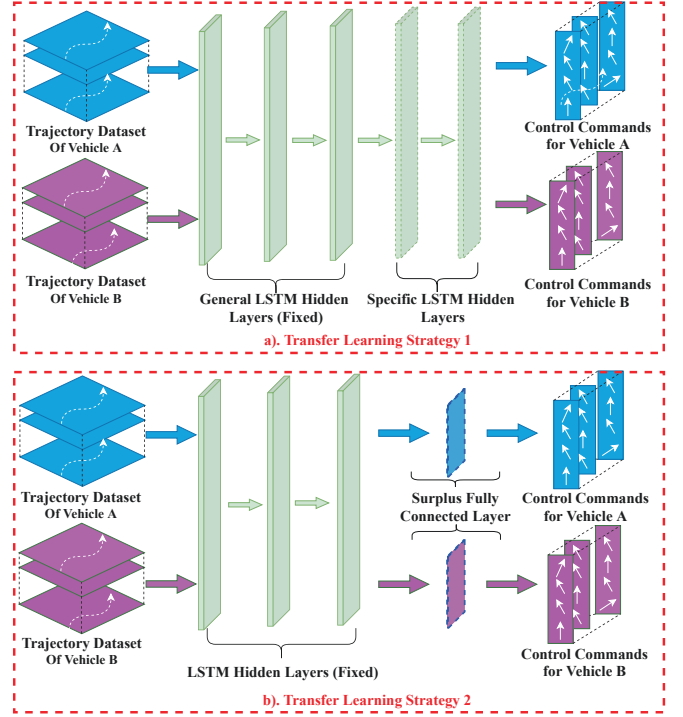 Trajectory Dataset
Of Vehicle A
Control Commands
for Vehicle A
Trajectory Dataset
Of Vehicle B
Control Commands
for Vehicle B
General LSTM Hidden
Layers (Fixed)
Specific LSTM Hidden
Layers
a). Transfer Learning Strategy 1
Trajectory Dataset
Of Vehicle A
Surplus Fully
Connected Layer
Control Commands
for Vehicle A
Trajectory Dataset
Of Vehicle B
LSTM Hidden Layers (Fixed)
Control Commands
for Vehicle B
b). Transfer Learning Strategy 2